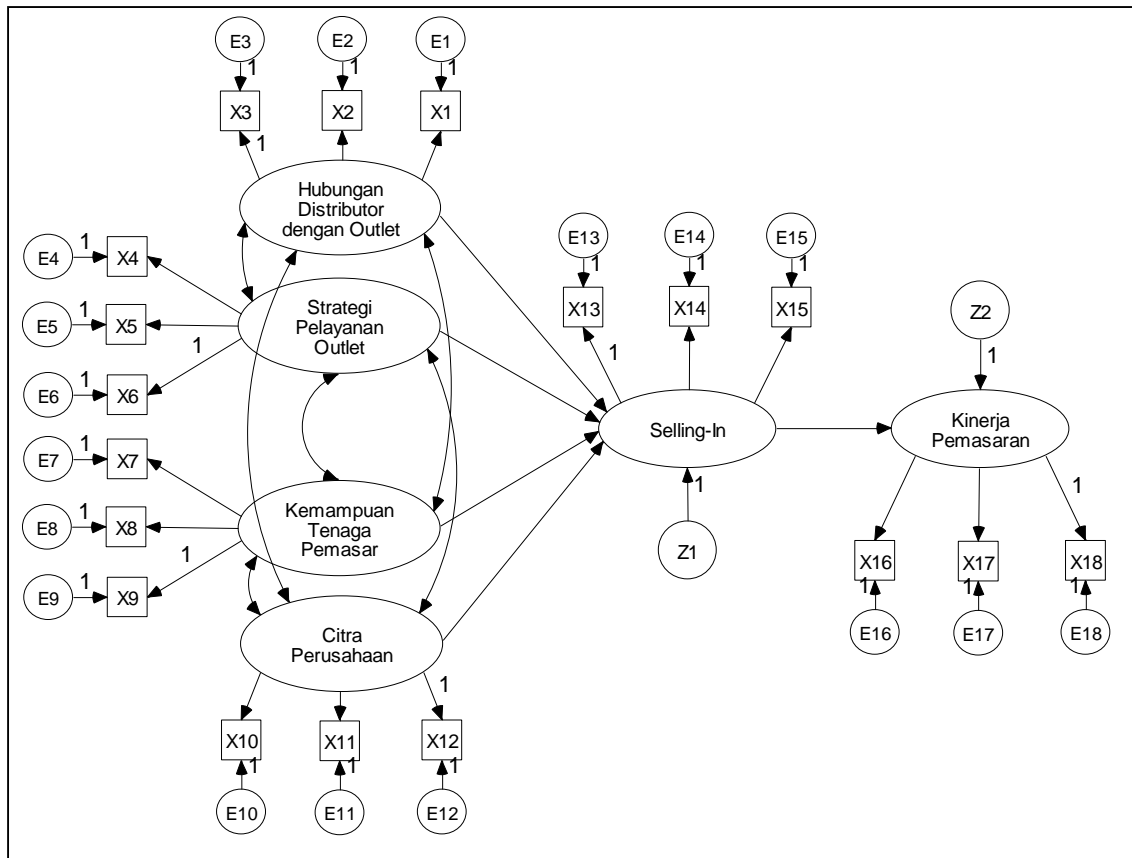 E3
E2
E1
1
1
1
X3
X2
X1
1
Hubungan
Distributor
dengan Outlet
E13
E14
E15
1
1
1
X13
X14
X15
1
E4
1
X4
E5
1
X5
1
E6
1
X6
Strategi
Pelayanan
Outlet
Z2
1
E7
1
X7
E8
1
X8
1
E9
1
X9
Kemampuan
Tenaga
Pemasar
Selling-In
1
Z1
Kinerja
Pemasaran
1
X16
X17
X18
1
1
1
E16
E17
E18
Citra
Perusahaan
1
X10
X11
X12
1
1
1
E10
E11
E12